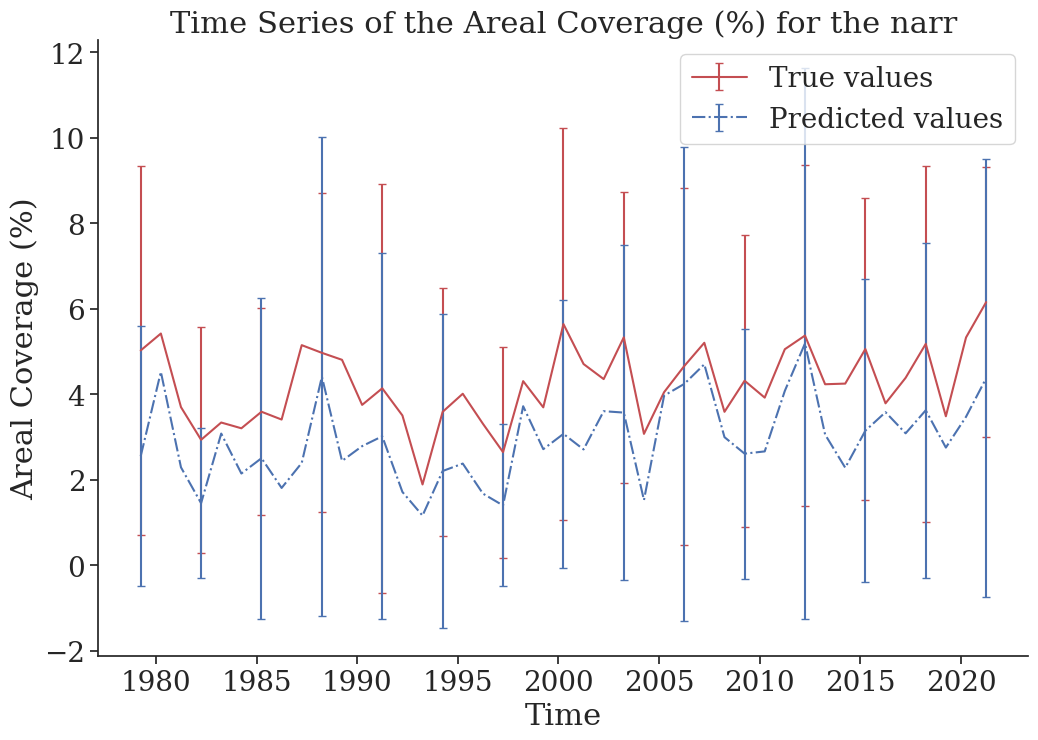 Time Series of the Areal Coverage (%) for the narr
12
10
8
6
4
2
0
−2
Areal Coverage (%)
True values
Predicted values
1980 1985 1990 1995 2000 2005 2010 2015 2020
Time